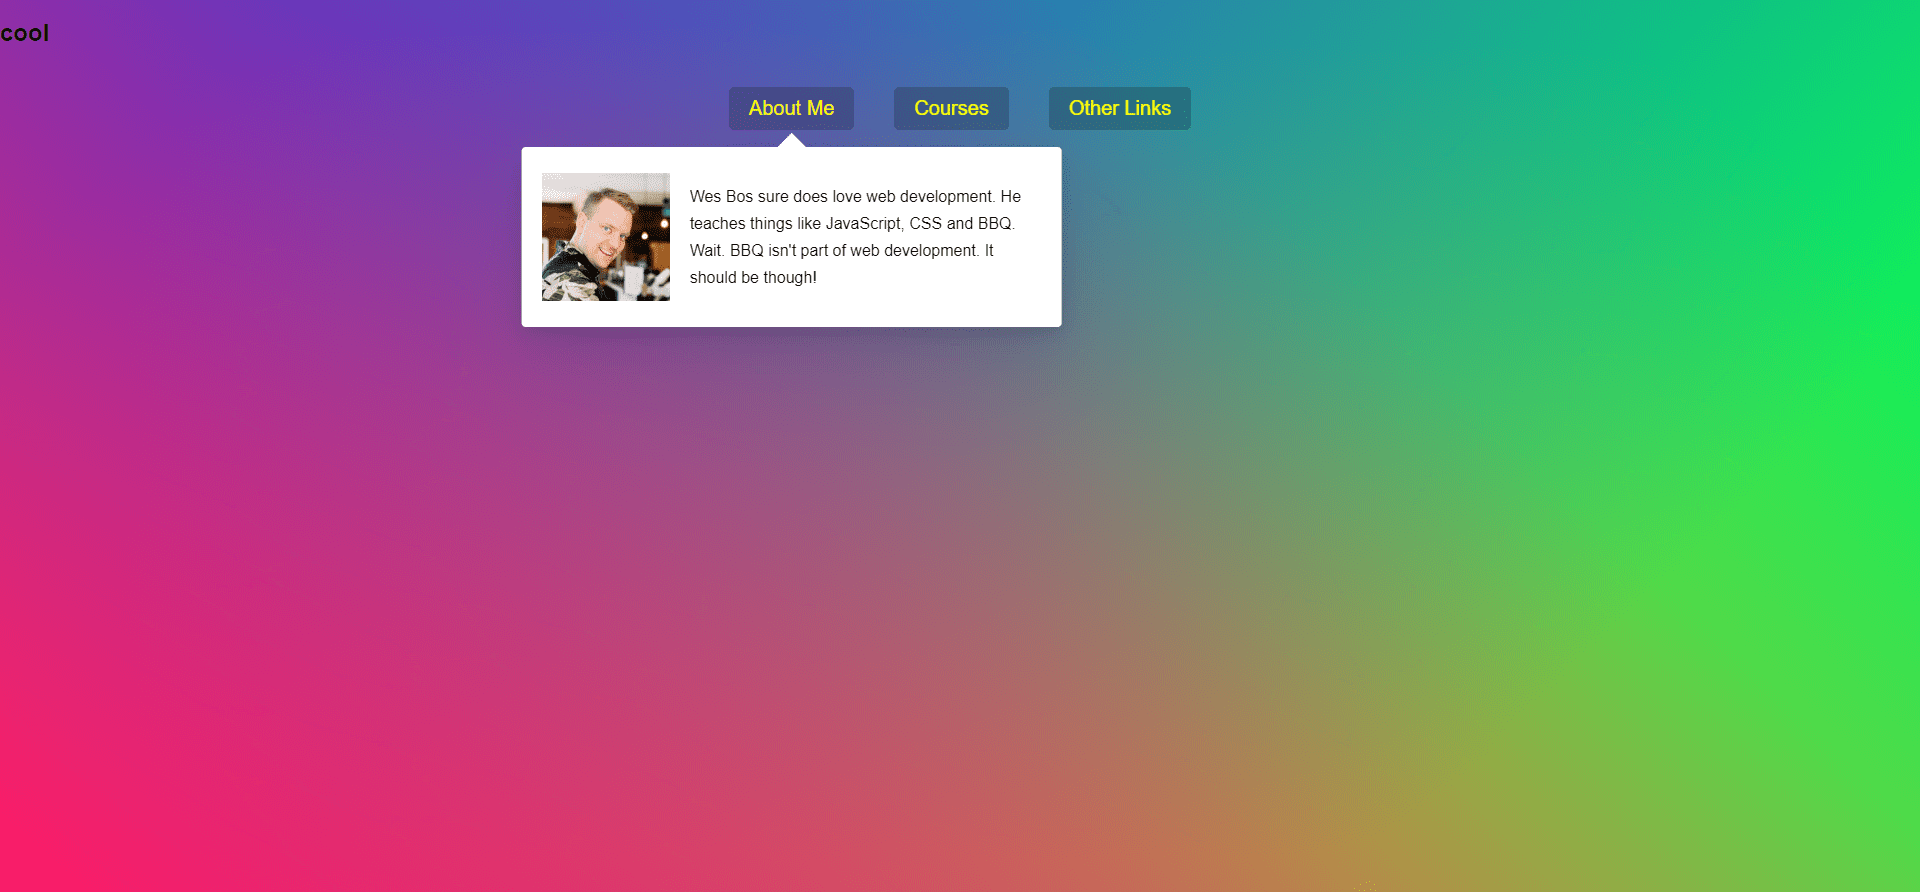 cool
About Me
Courses
Other Links
Wes Bos sure does love web development. He
teaches things like JavaScript, CSS and BBQ.
Wait. BBQ isn't part of web development. It
should be though!